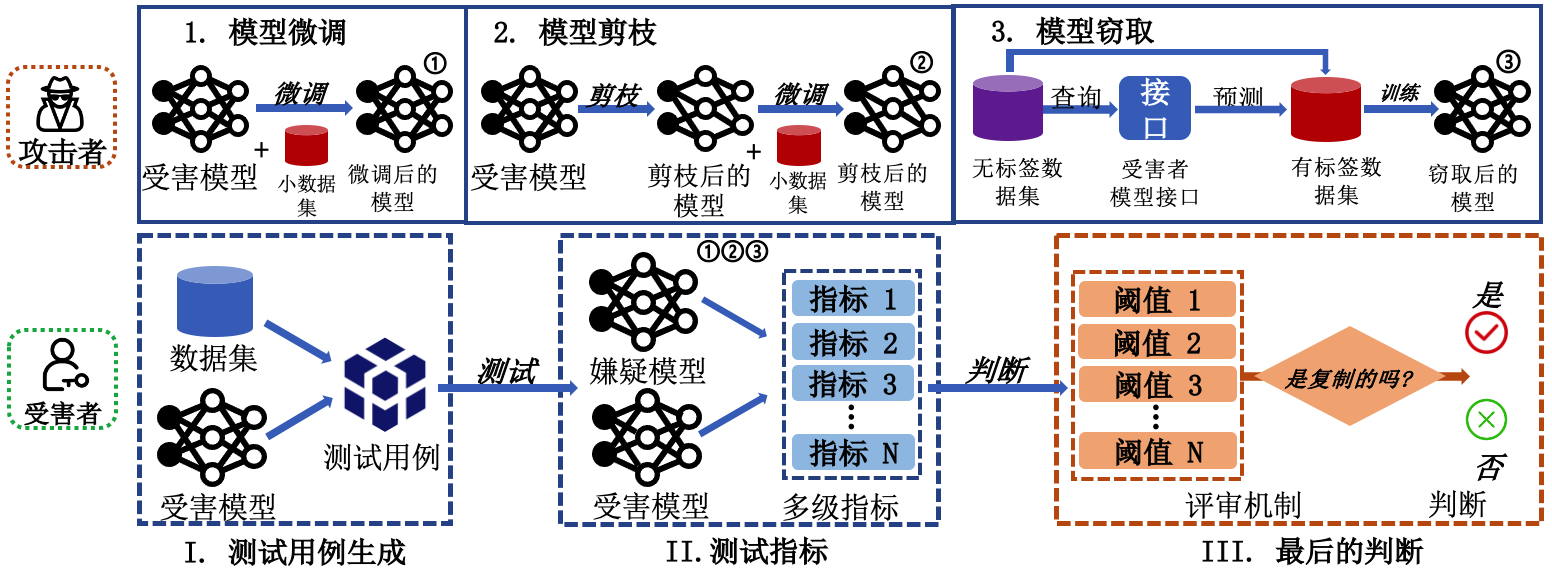 攻击者
1. 模型微调
①
微调
+
受害模型
小数据
集
微调后的
模型
2. 模型剪枝
②
剪枝
微调
受害模型
剪枝后的
模型
+
小数据
集
剪枝后的
模型
3. 模型窃取
③
查询
接
口
预测
训练
无标签数
据集
受害者
模型接口
有标签数
据集
窃取后的
模型
受害者
数据集
受害模型
测试用例
I. 测试用例生成
测试
①②③
嫌疑模型
受害模型
指标 1
指标 2
指标 3
指标 N
多级指标
II.测试指标
判断
阈值 1
阈值 2
阈值 3
阈值 N
评审机制
是复制的吗?
是
否
判断
III. 最后的判断